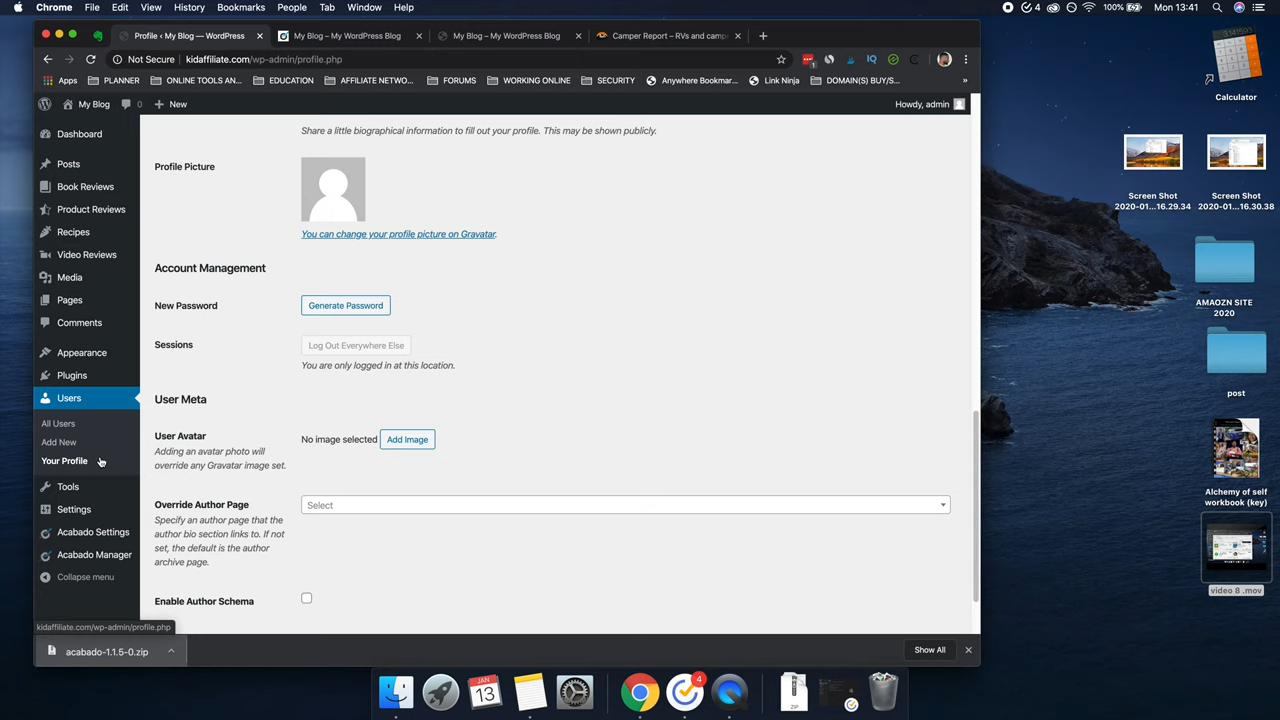 Chrome File Edit View History Bookmarks People Tab Window Help
4 100% Mon 13:41
Profile ‹ My Blog — WordPress
My Blog – My WordPress Blog
My Blog – My WordPress Blog
Camper Report – RVs and camp
Not Secure kidaffiliate.com/wp-admin/profile.php
1 IQ
Apps PLANNER ONLINE TOOLS AN... EDUCATION AFFILIATE NETWO... FORUMS WORKING ONLINE SECURITY Anywhere Bookmar... Link Ninja DOMAIN(S) BUY/S... »
My Blog 0 New Howdy, admin
Dashboard
Posts
Book Reviews
Product Reviews
Recipes
Video Reviews
Media
Pages
Comments
Appearance
Plugins
Users
All Users
Add New
Your Profile
Tools
Settings
Acabado Settings
Acabado Manager
Collapse menu
Share a little biographical information to fill out your profile. This may be shown publicly.
Profile Picture
You can change your profile picture on Gravatar.
Account Management
New Password Generate Password
Sessions Log Out Everywhere Else
You are only logged in at this location.
User Meta
User Avatar No image selected Add Image
Adding an avatar photo will
override any Gravatar image set.
Override Author Page Select
Specify an author page that the
author bio section links to. If not
set, the default is the author
archive page.
Enable Author Schema
kidaffiliate.com/wp-admin/profile.php
acabado-1.1.5-0.zip Show All
Calculator
Screen Shot
2020-01...16.29.34
Screen Shot
2020-01...16.30.38
AMAOZN SITE
2020
post
Alchemy of self
workbook (key)
video 8 .mov
JAN
13
4
ZIP